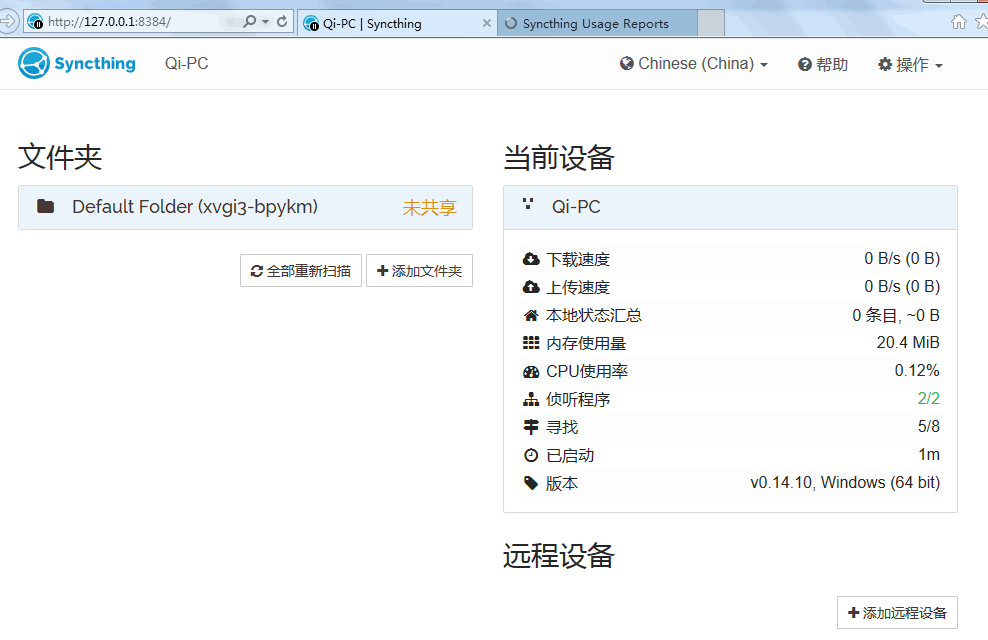 http://127.0.0.1:8384/
Qi-PC | Syncthing
Syncthing Usage Reports
Syncthing
Qi-PC
Chinese (China)
帮助
操作
文件夹
Default Folder (xvgi3-bpykm)
未共享
全部重新扫描
添加文件夹
当前设备
Qi-PC
下载速度 0 B/s (0 B)
上传速度 0 B/s (0 B)
本地状态汇总 0 条目, ~0 B
内存使用量 20.4 MiB
CPU使用率 0.12%
侦听程序 2/2
寻找 5/8
已启动 1m
版本 v0.14.10, Windows (64 bit)
远程设备
添加远程设备